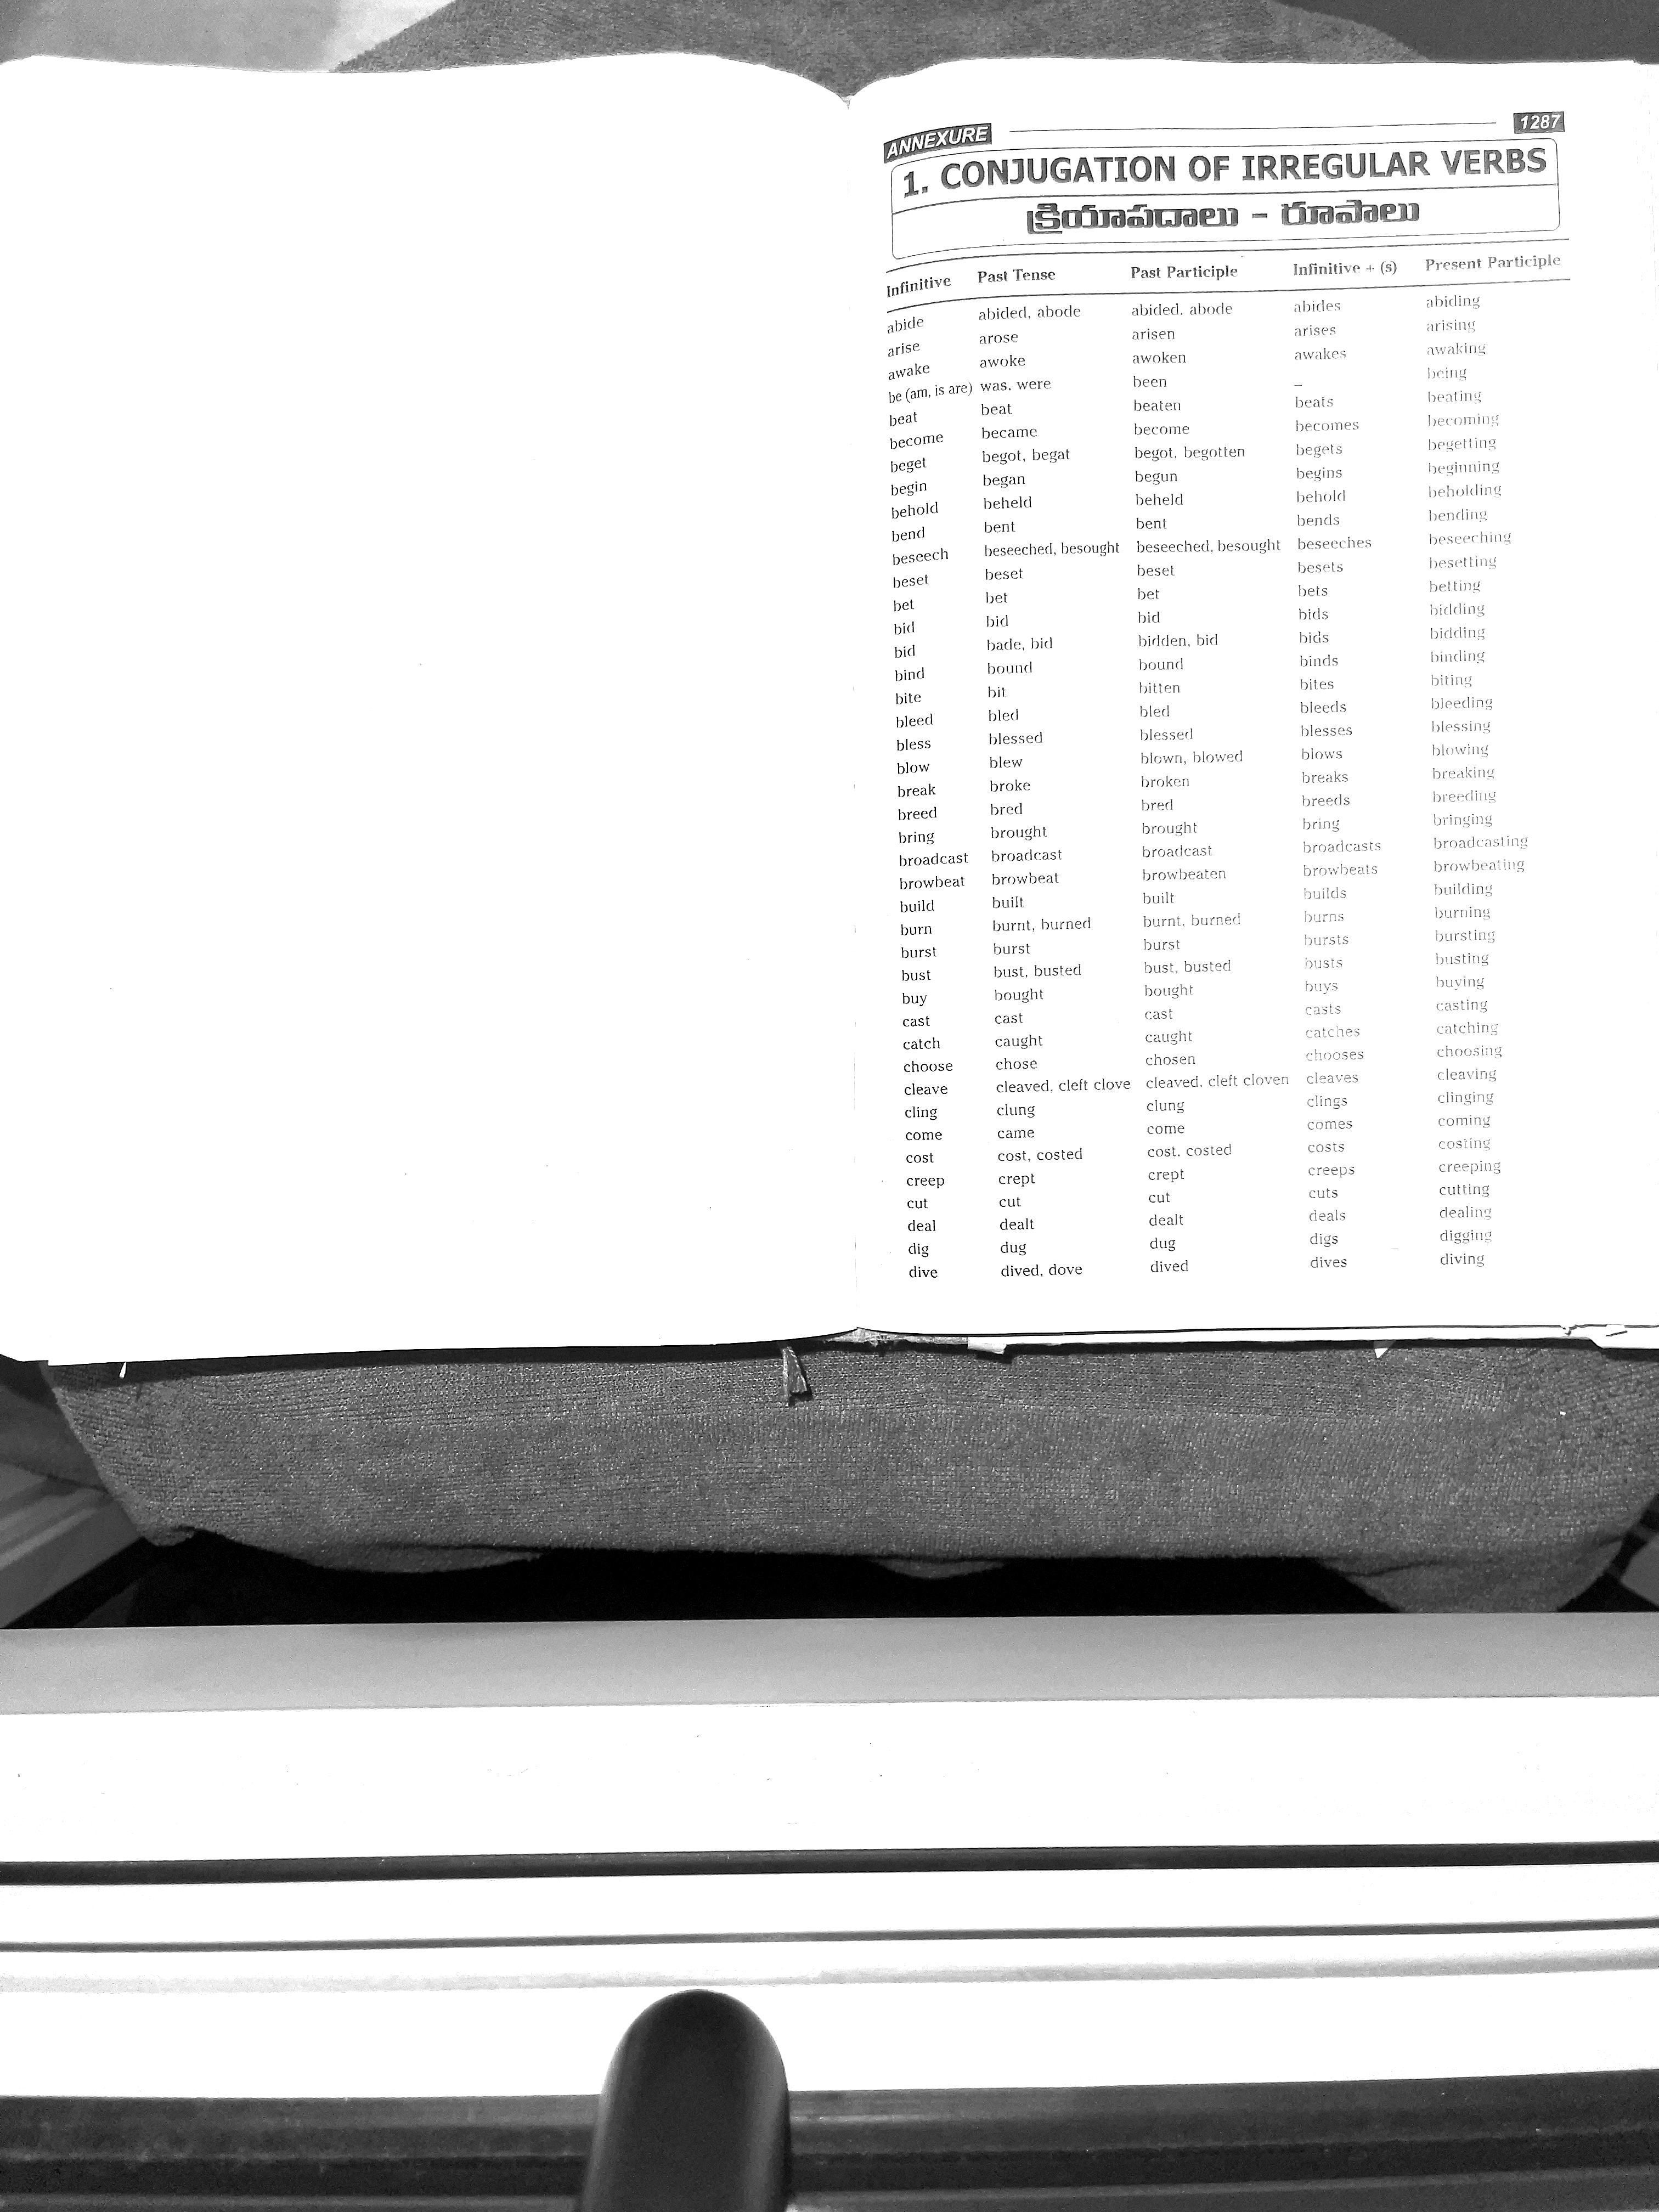 ANNEXURE 1287
1. CONJUGATION OF IRREGULAR VERBS
క్రియాపదాలు – రూపాలు
Infinitive Past Tense Past Participle Infinitive + (s) Present Participle
abide abided, abode abided. abode abides abiding
arise arose arisen arises arising
awake awoke awoken awakes awaking
be (am, is are) was, were been – being
beat beat beaten beats beating
become became become becomes becoming
beget begot, begat begot, begotten begets begetting
begin began begun begins beginning
behold beheld beheld behold beholding
bend bent bent bends bending
beseech beseeched, besought beseeched, besought beseeches beseeching
beset beset beset besets besetting
bet bet bet bets betting
bid bid bid bids bidding
bid bade, bid bidden, bid bids bidding
bind bound bound binds binding
bite bit bitten bites biting
bleed bled bled bleeds bleeding
bless blessed blessed blesses blessing
blow blew blown, blowed blows blowing
break broke broken breaks breaking
breed bred bred breeds breeding
bring brought brought bring bringing
broadcast broadcast broadcast broadcasts broadcasting
browbeat browbeat browbeaten browbeats browbeating
build built built builds building
burn burnt, burned burnt, burned burns burning
burst burst burst bursts bursting
bust bust, busted bust, busted busts busting
buy bought bought buys buying
cast cast cast casts casting
catch caught caught catches catching
choose chose chosen chooses choosing
cleave cleaved, cleft clove cleaved, cleft cloven cleaves cleaving
cling clung clung clings clinging
come came come comes coming
cost cost, costed cost. costed costs costing
creep crept crept creeps creeping
cut cut cut cuts cutting
deal dealt dealt deals dealing
dig dug dug digs digging
dive dived, dove dived dives diving